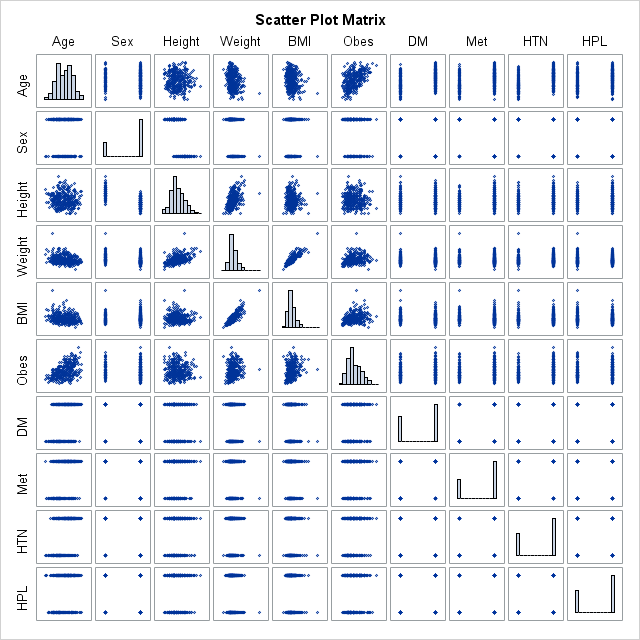 Scatter Plot Matrix
Age Sex Height Weight BMI Obes DM Met HTN HPL
Age
Sex
Height
Weight
BMI
Obes
DM
Met
HTN
HPL